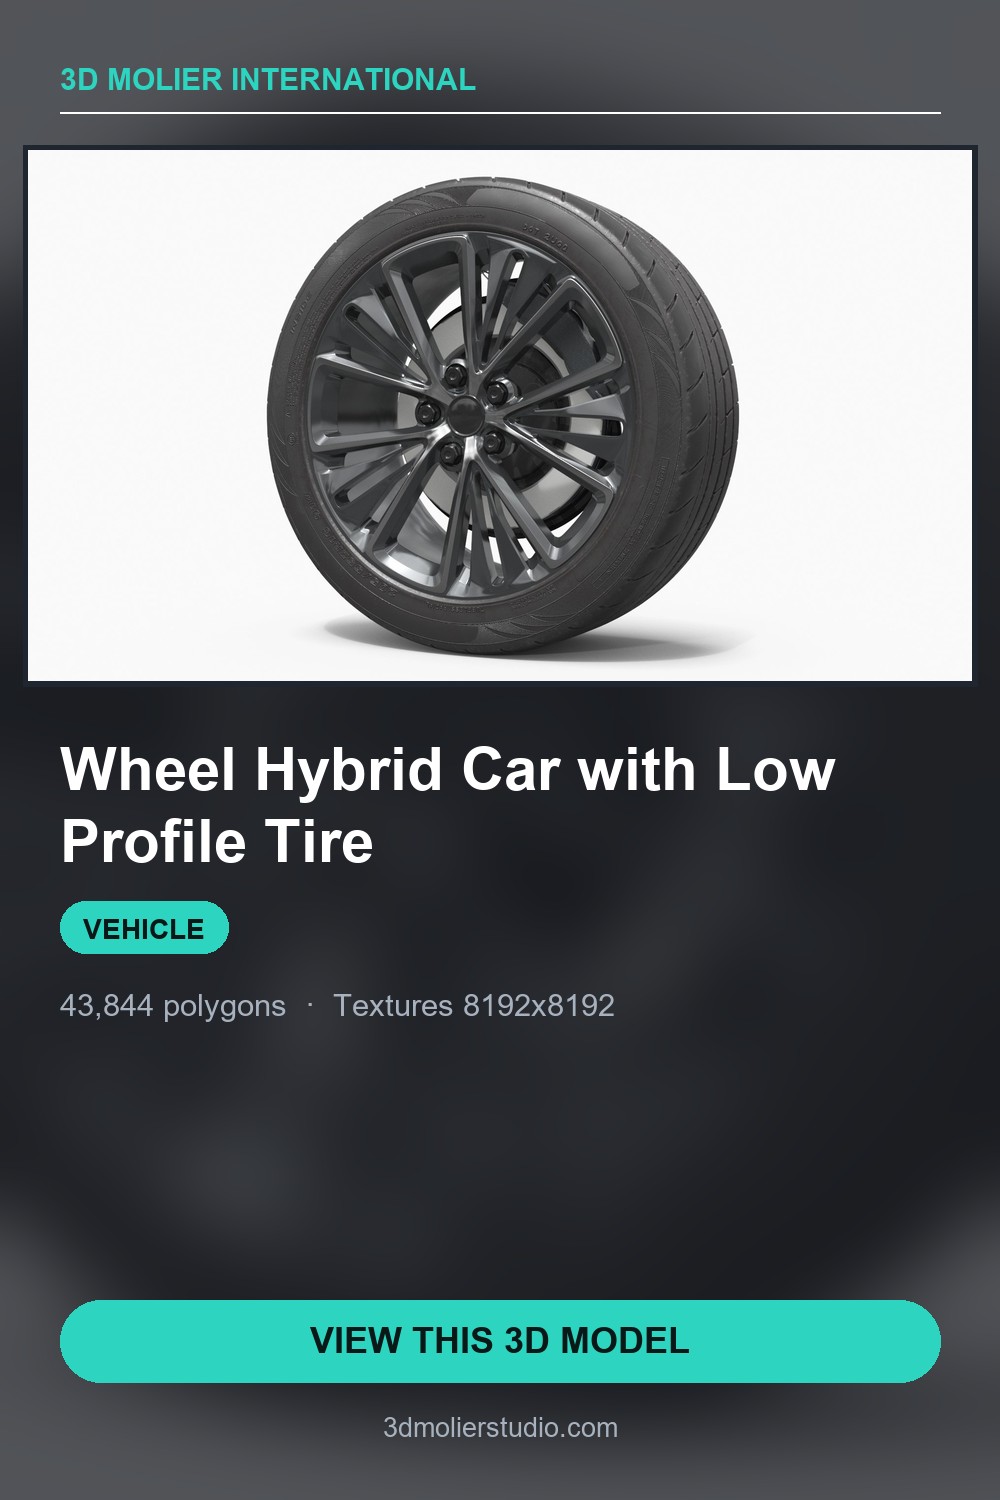 3D MOLIER INTERNATIONAL
Wheel Hybrid Car with Low
Profile Tire
VEHICLE
43,844 polygons · Textures 8192x8192
VIEW THIS 3D MODEL
3dmolierstudio.com